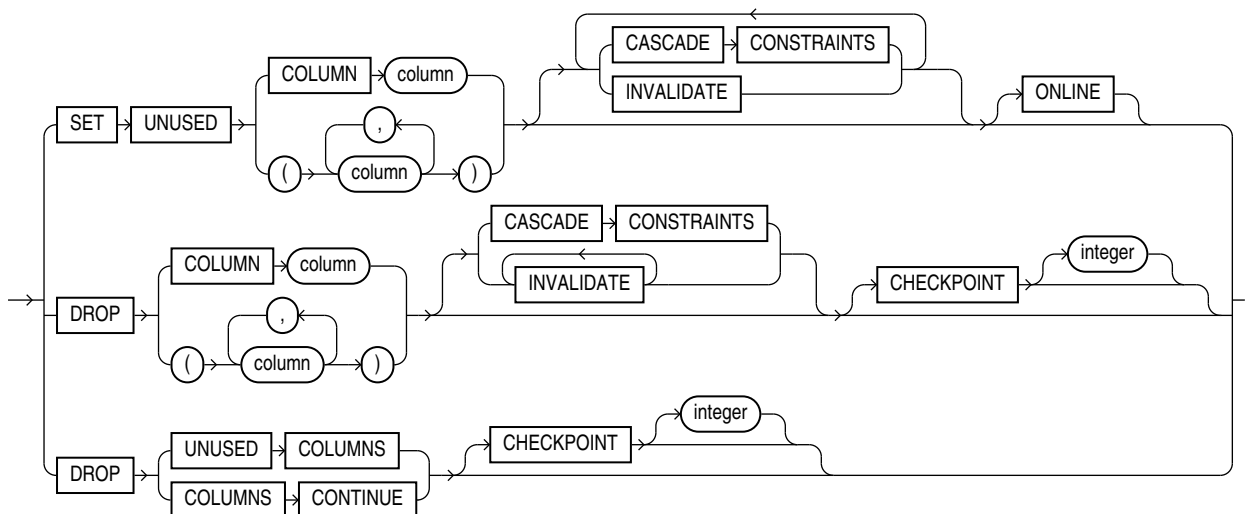 CASCADE CONSTRAINTS
COLUMN column
INVALIDATE
ONLINE
SET UNUSED
,
( column )
CASCADE CONSTRAINTS
COLUMN column
integer
INVALIDATE
CHECKPOINT
DROP
,
( column )
integer
UNUSED COLUMNS
CHECKPOINT
DROP
COLUMNS CONTINUE